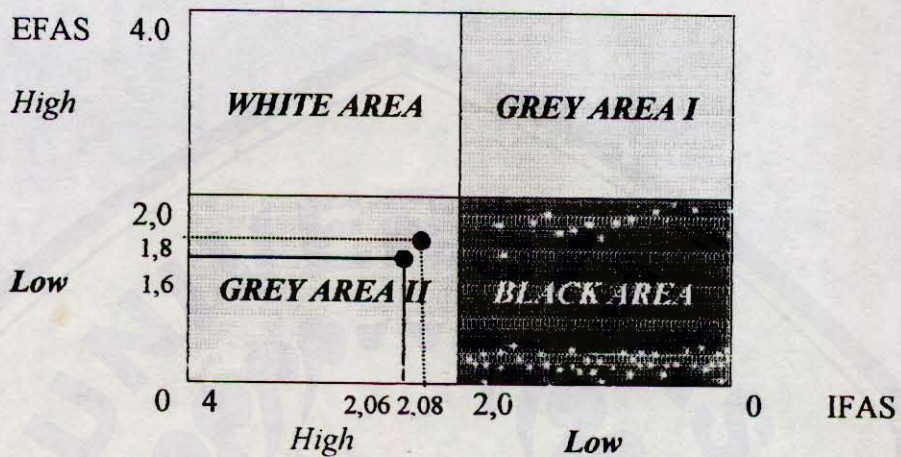 EFAS 4.0
High WHITE AREA GREY AREA I
2,0
1,8
Low 1,6 GREY AREA II BLACK AREA
0 4 2,06 2,08 2,0 0 IFAS
High Low